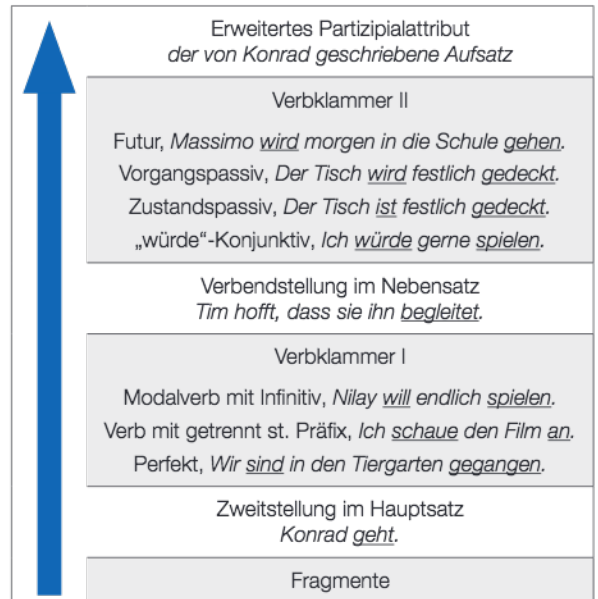 Erweitertes Partizipialattribut
der von Konrad geschriebene Aufsatz
Verbklammer II
Futur, Massimo wird morgen in die Schule gehen.
Vorgangspassiv, Der Tisch wird festlich gedeckt.
Zustandspassiv, Der Tisch ist festlich gedeckt.
„würde“-Konjunktiv, Ich würde gerne spielen.
Verbendstellung im Nebensatz
Tim hofft, dass sie ihn begleitet.
Verbklammer I
Modalverb mit Infinitiv, Nilay will endlich spielen.
Verb mit getrennt st. Präfix, Ich schaue den Film an.
Perfekt, Wir sind in den Tiergarten gegangen.
Zweitstellung im Hauptsatz
Konrad geht.
Fragmente